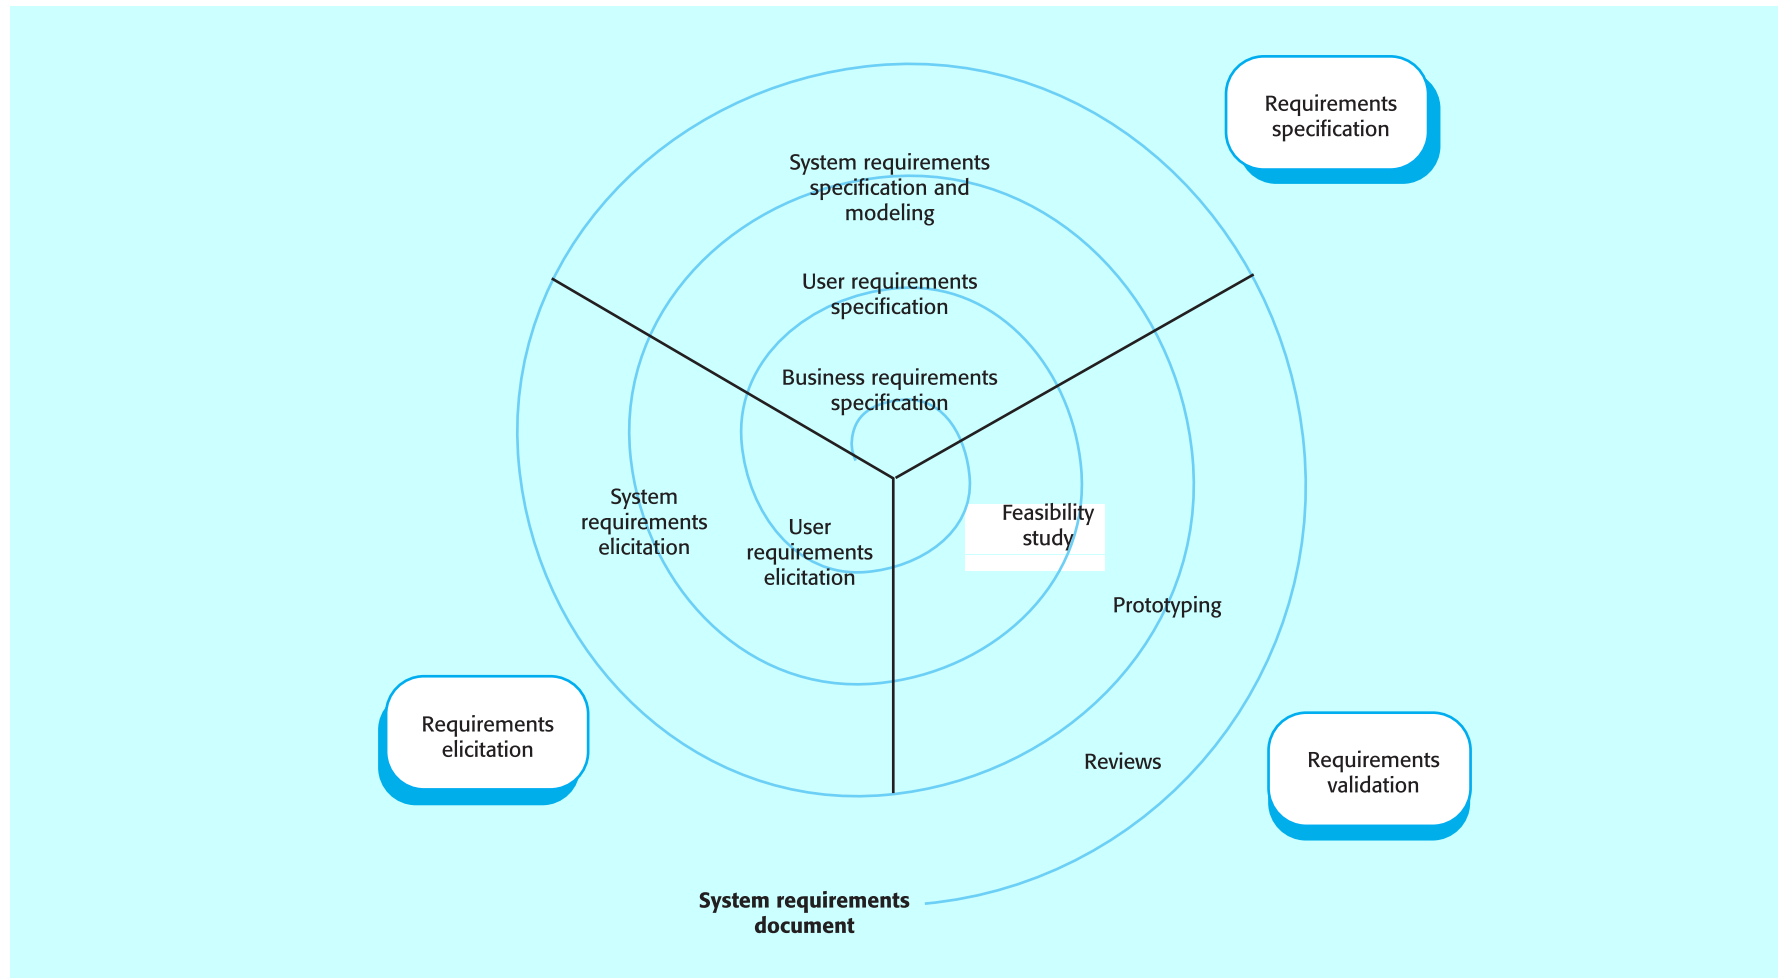 Requirements
specification
System requirements
specification and
modeling
User requirements
specification
Business requirements
specification
System
requirements
elicitation
User
requirements
elicitation
Feasibility
study
Prototyping
Reviews
Requirements
elicitation
Requirements
validation
System requirements
document